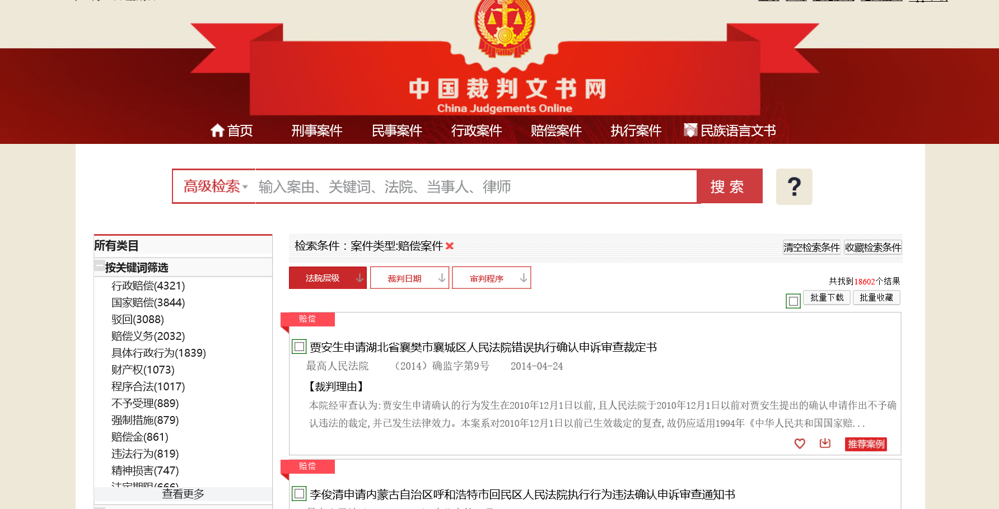 中国裁判文书网
China Judgements Online
首页 刑事案件 民事案件 行政案件 赔偿案件 执行案件 民族语言文书
高级检索 输入案由、关键词、法院、当事人、律师 搜索 ?
所有类目
按关键词筛选
行政赔偿(4321)
国家赔偿(3844)
驳回(3088)
赔偿义务(2032)
具体行政行为(1839)
财产权(1073)
程序合法(1017)
不予受理(889)
强制措施(879)
赔偿金(861)
违法行为(819)
精神损害(747)
法定期限(666)
查看更多
检索条件：案件类型:赔偿案件 清空检索条件 收藏检索条件
法院层级 裁判日期 审判程序
共找到18602个结果
批量下载 批量收藏
赔偿
贾安生申请湖北省襄樊市襄城区人民法院错误执行确认申诉审查裁定书
最高人民法院 （2014）确监字第9号 2014-04-24
【裁判理由】
本院经审查认为:贾安生申请确认的行为发生在2010年12月1日以前,且人民法院于2010年12月1日以前对贾安生提出的确认申请作出不予确
认违法的裁定,并已发生法律效力。本案系对2010年12月1日以前已生效裁定的复查,故仍应适用1994年《中华人民共和国国家赔...
推荐案例
赔偿
李俊清申请内蒙古自治区呼和浩特市回民区人民法院执行行为违法确认申诉审查通知书